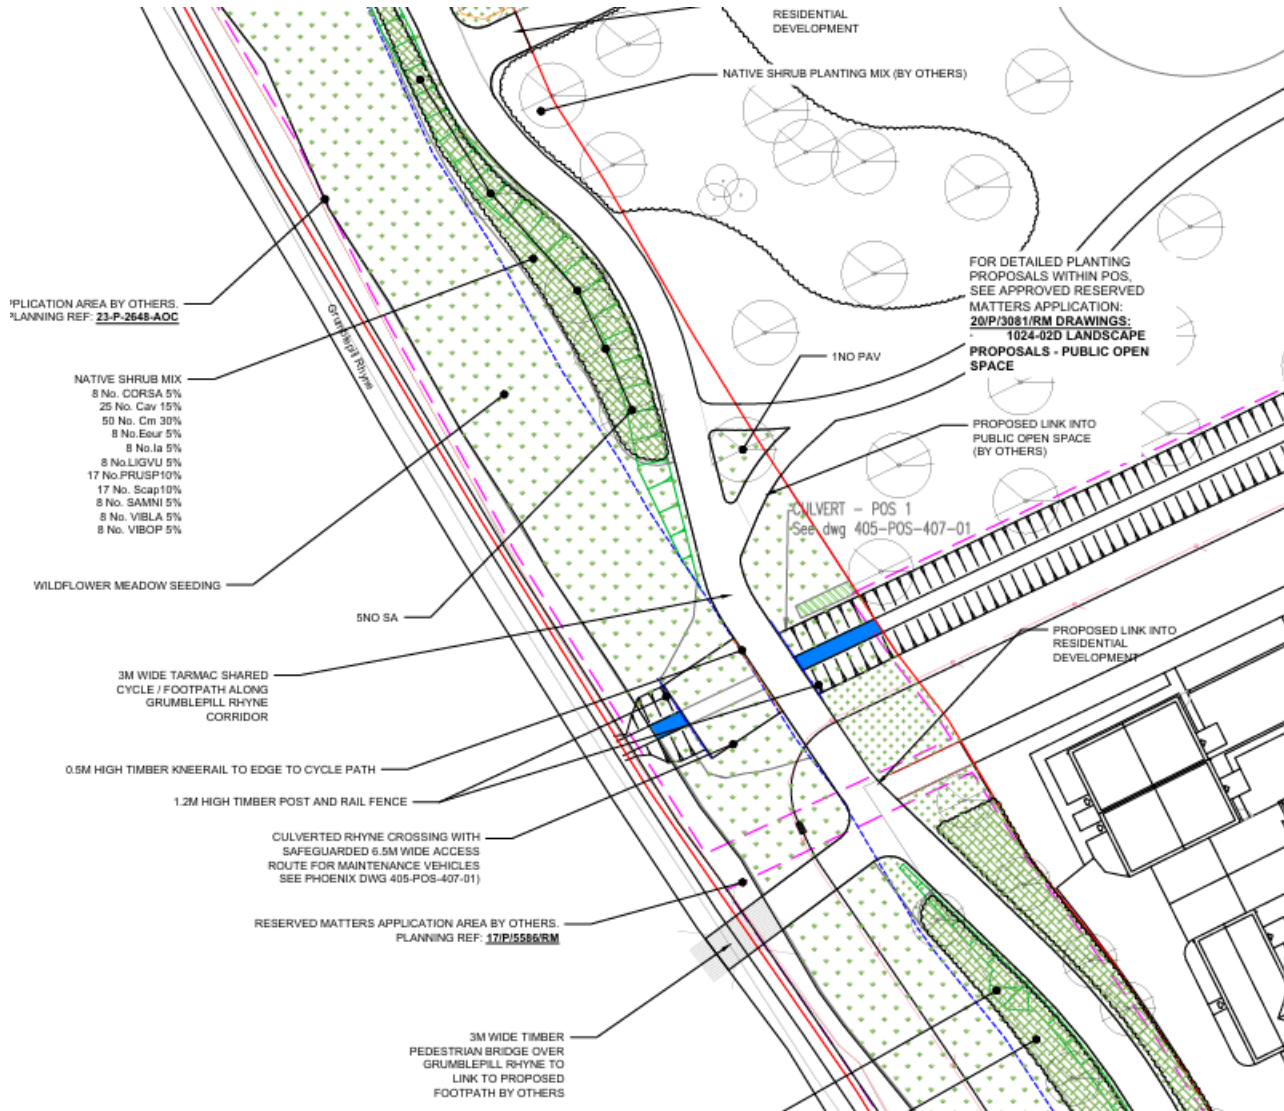 RESIDENTIAL
DEVELOPMENT
NATIVE SHRUB PLANTING MIX (BY OTHERS)
FOR DETAILED PLANTING
PROPOSALS WITHIN POS,
SEE APPROVED RESERVED
MATTERS APPLICATION:
20/P/3081/RM DRAWINGS:
- 1024-02D LANDSCAPE
PROPOSALS - PUBLIC OPEN
SPACE
PPLICATION AREA BY OTHERS.
PLANNING REF: 23-P-2648-AOC
Grumblepill Rhyne
1NO PAV
NATIVE SHRUB MIX
8 No. CORSA 5%
25 No. Cav 15%
50 No. Cm 30%
8 No.Eeur 5%
8 No.Ia 5%
8 No.LIGVU 5%
17 No.PRUSP10%
17 No. Scap10%
8 No. SAMNI 5%
8 No. VIBLA 5%
8 No. VIBOP 5%
PROPOSED LINK INTO
PUBLIC OPEN SPACE
(BY OTHERS)
CULVERT - POS 1
See dwg 405-POS-407-01
WILDFLOWER MEADOW SEEDING
5NO SA
PROPOSED LINK INTO
RESIDENTIAL
DEVELOPMENT
3M WIDE TARMAC SHARED
CYCLE / FOOTPATH ALONG
GRUMBLEPILL RHYNE
CORRIDOR
0.5M HIGH TIMBER KNEERAIL TO EDGE TO CYCLE PATH
1.2M HIGH TIMBER POST AND RAIL FENCE
CULVERTED RHYNE CROSSING WITH
SAFEGUARDED 6.5M WIDE ACCESS
ROUTE FOR MAINTENANCE VEHICLES
SEE PHOENIX DWG 405-POS-407-01)
RESERVED MATTERS APPLICATION AREA BY OTHERS.
PLANNING REF: 17/P/5586/RM
3M WIDE TIMBER
PEDESTRIAN BRIDGE OVER
GRUMBLEPILL RHYNE TO
LINK TO PROPOSED
FOOTPATH BY OTHERS